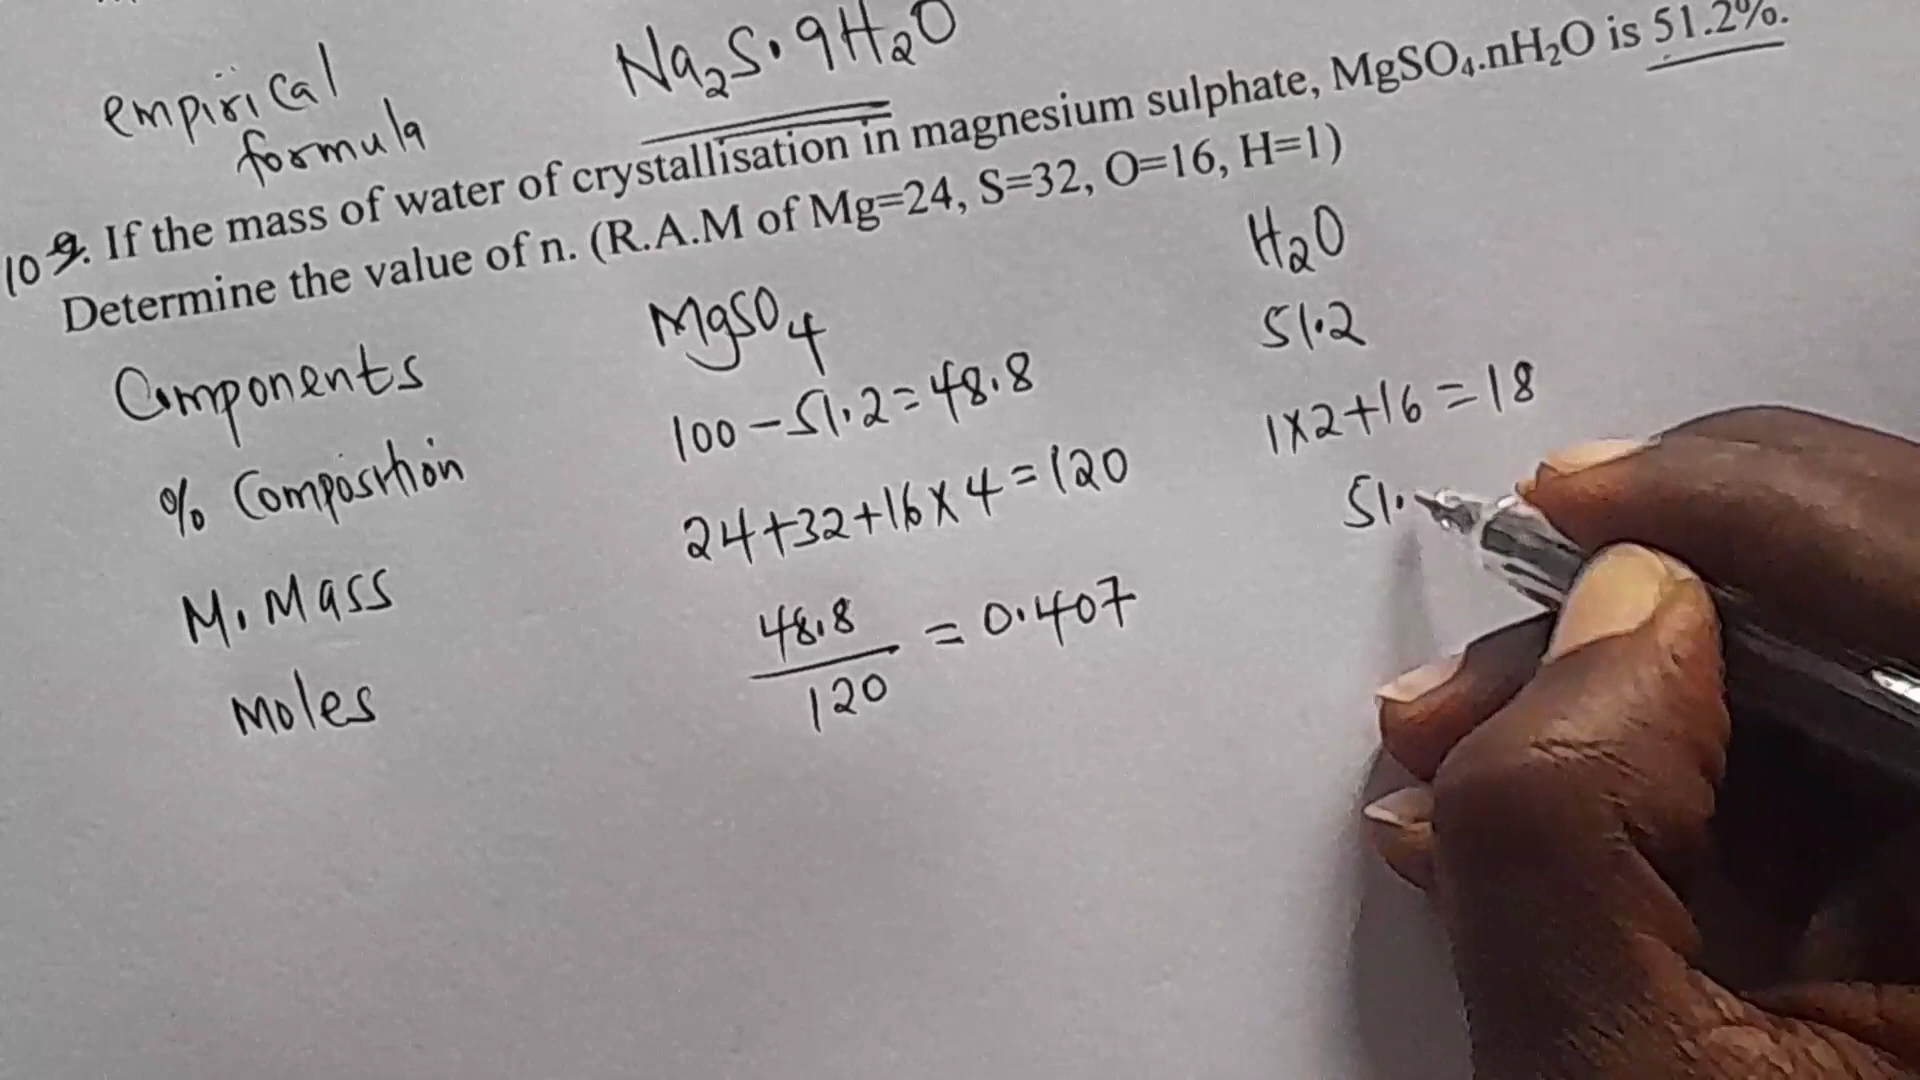 empirical
formula
Na₂S·9H₂O
10 9. If the mass of water of crystallisation in magnesium sulphate, MgSO₄.nH₂O is 51.2%.
Determine the value of n. (R.A.M of Mg=24, S=32, O=16, H=1)
Components MgSO₄ H₂O
% Composition 100 - 51.2 = 48.8 51.2
M. Mass 24+32+16×4=120 1×2+16=18
Moles 48.8/120 = 0.407 51.